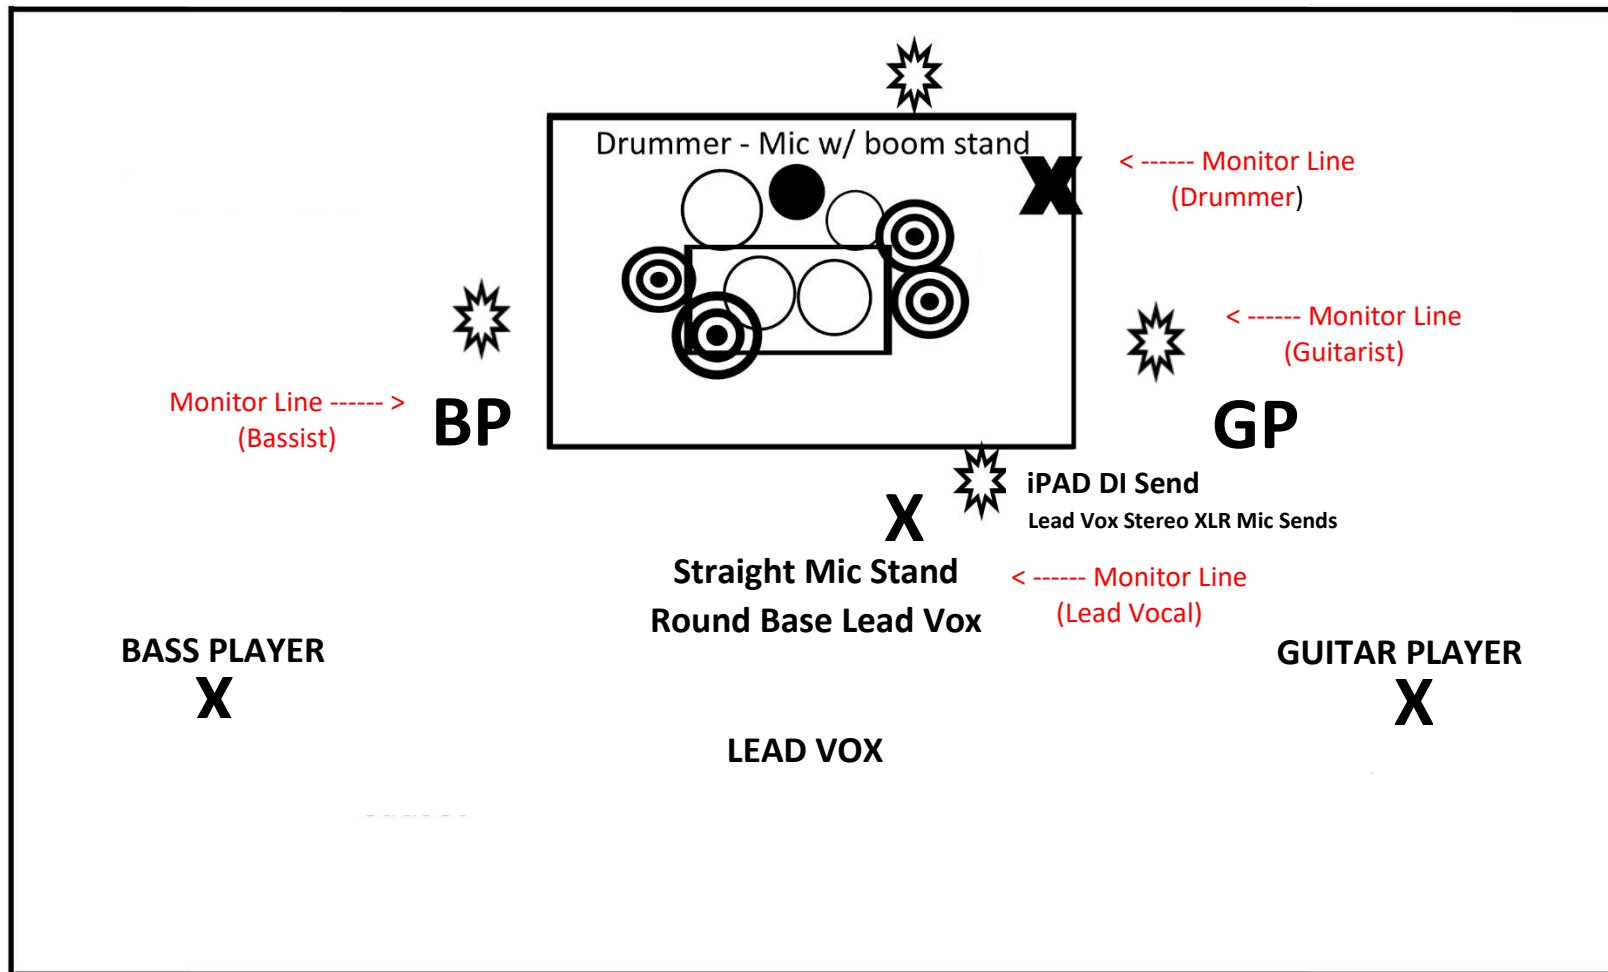 Drummer - Mic w/ boom stand
X
< ------ Monitor Line
(Drummer)
< ------ Monitor Line
(Guitarist)
Monitor Line ------ >
(Bassist)
BP
GP
iPAD DI Send
Lead Vox Stereo XLR Mic Sends
X
Straight Mic Stand
Round Base Lead Vox
< ------ Monitor Line
(Lead Vocal)
BASS PLAYER
X
GUITAR PLAYER
X
LEAD VOX